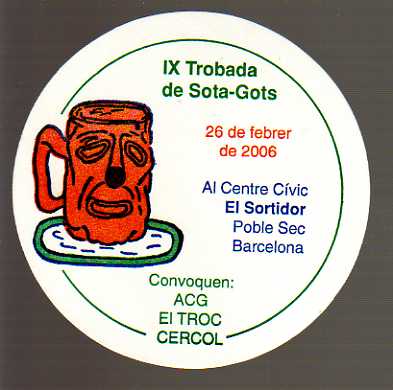 IX Trobada
de Sota-Gots
26 de febrer
de 2006
Al Centre Cívic
El Sortidor
Poble Sec
Barcelona
Convoquen:
ACG
El TROC
CERCOL